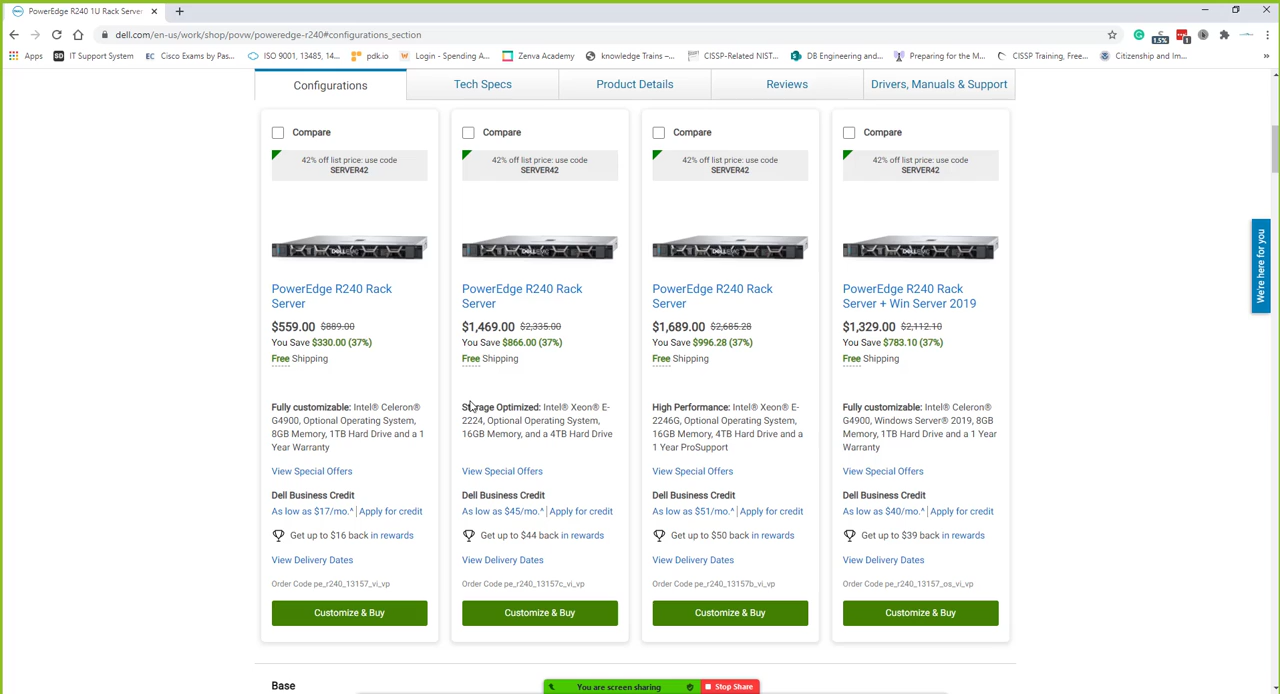 PowerEdge R240 1U Rack Server
dell.com/en-us/work/shop/povw/poweredge-r240#configurations_section
Apps
IT Support System
Cisco Exams by Pas...
ISO 9001, 13485, 14...
pdk.io
Login - Spending A...
Zenva Academy
knowledge Trains –...
CISSP-Related NIST...
DB Engineering and...
Preparing for the M...
CISSP Training, Free...
Citizenship and Im...
Configurations
Tech Specs
Product Details
Reviews
Drivers, Manuals & Support
Compare
42% off list price: use code
SERVER42
DELLEMC
PowerEdge R240 Rack
Server
$559.00 $889.00
You Save $330.00 (37%)
Free Shipping
Fully customizable: Intel® Celeron®
G4900, Optional Operating System,
8GB Memory, 1TB Hard Drive and a 1
Year Warranty
View Special Offers
Dell Business Credit
As low as $17/mo.^ | Apply for credit
Get up to $16 back in rewards
View Delivery Dates
Order Code pe_r240_13157_vi_vp
Customize & Buy
Compare
42% off list price: use code
SERVER42
DELLEMC
PowerEdge R240 Rack
Server
$1,469.00 $2,335.00
You Save $866.00 (37%)
Free Shipping
Storage Optimized: Intel® Xeon® E-
2224, Optional Operating System,
16GB Memory, and a 4TB Hard Drive
View Special Offers
Dell Business Credit
As low as $45/mo.^ | Apply for credit
Get up to $44 back in rewards
View Delivery Dates
Order Code pe_r240_13157c_vi_vp
Customize & Buy
Compare
42% off list price: use code
SERVER42
DELLEMC
PowerEdge R240 Rack
Server
$1,689.00 $2,685.28
You Save $996.28 (37%)
Free Shipping
High Performance: Intel® Xeon® E-
2246G, Optional Operating System,
16GB Memory, 4TB Hard Drive and a
1 Year ProSupport
View Special Offers
Dell Business Credit
As low as $51/mo.^ | Apply for credit
Get up to $50 back in rewards
View Delivery Dates
Order Code pe_r240_13157b_vi_vp
Customize & Buy
Compare
42% off list price: use code
SERVER42
DELLEMC
PowerEdge R240 Rack
Server + Win Server 2019
$1,329.00 $2,112.10
You Save $783.10 (37%)
Free Shipping
Fully customizable: Intel® Celeron®
G4900, Windows Server® 2019, 8GB
Memory, 1TB Hard Drive and a 1 Year
Warranty
View Special Offers
Dell Business Credit
As low as $40/mo.^ | Apply for credit
Get up to $39 back in rewards
View Delivery Dates
Order Code pe_r240_13157_os_vi_vp
Customize & Buy
We're here for you
Base
You are screen sharing
Stop Share